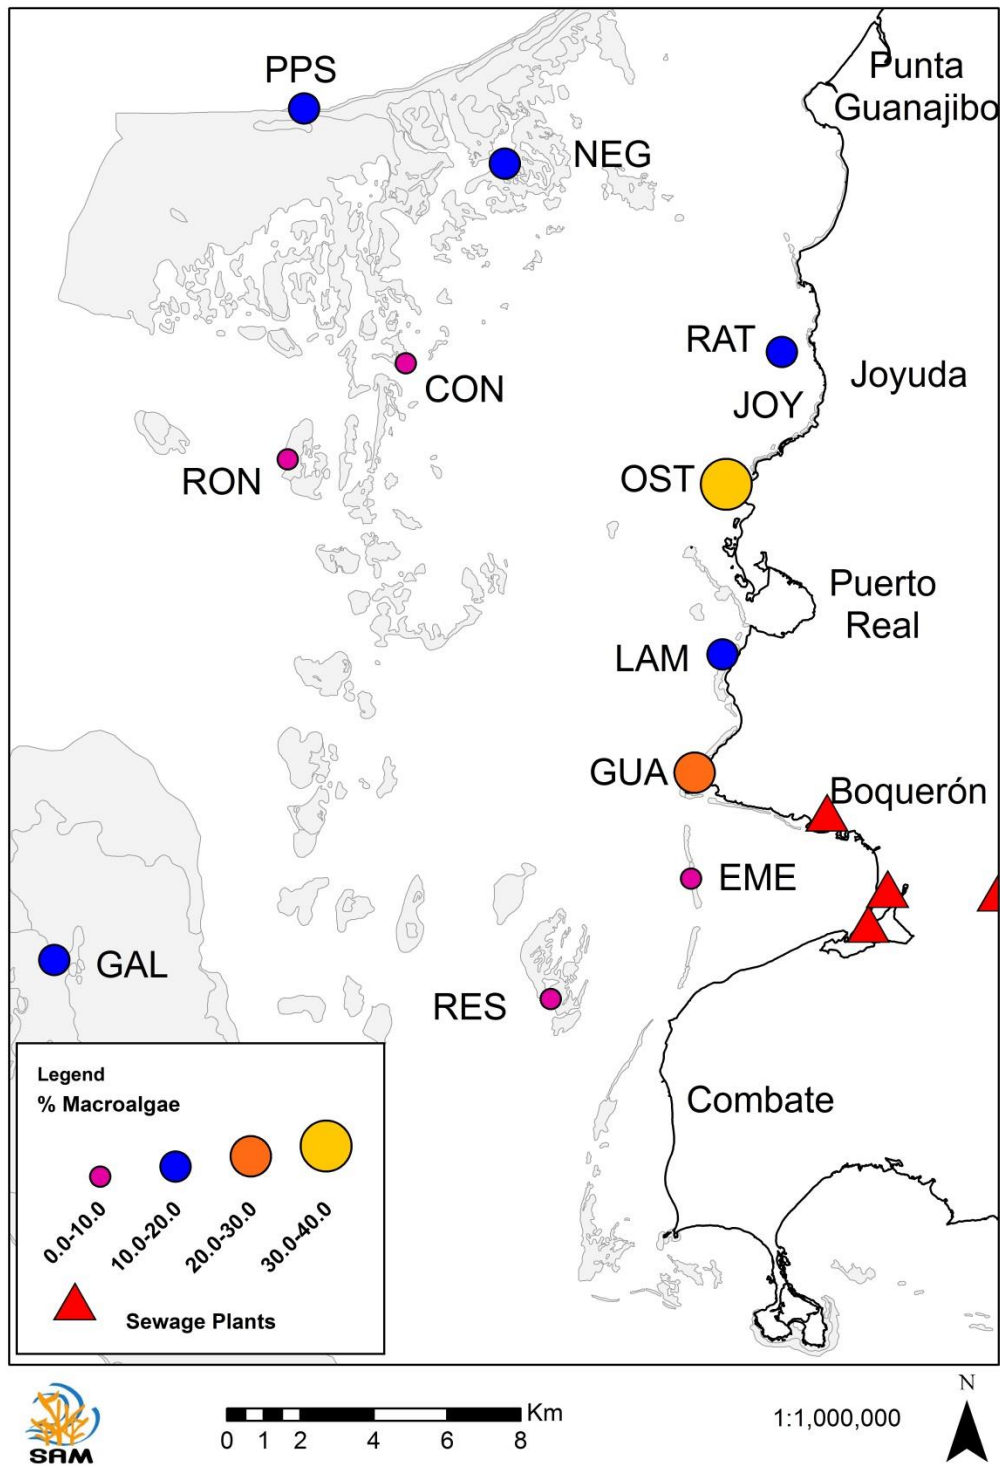 PPS
Punta
Guanajibo
NEG
RAT
Joyuda
CON
JOY
RON
OST
Puerto
Real
LAM
GUA
Boquerón
EME
GAL
RES
Combate
Legend
% Macroalgae
0.0-10.0
10.0-20.0
20.0-30.0
30.0-40.0
Sewage Plants
SAM
Km
0 1 2 4 6 8
1:1,000,000
N